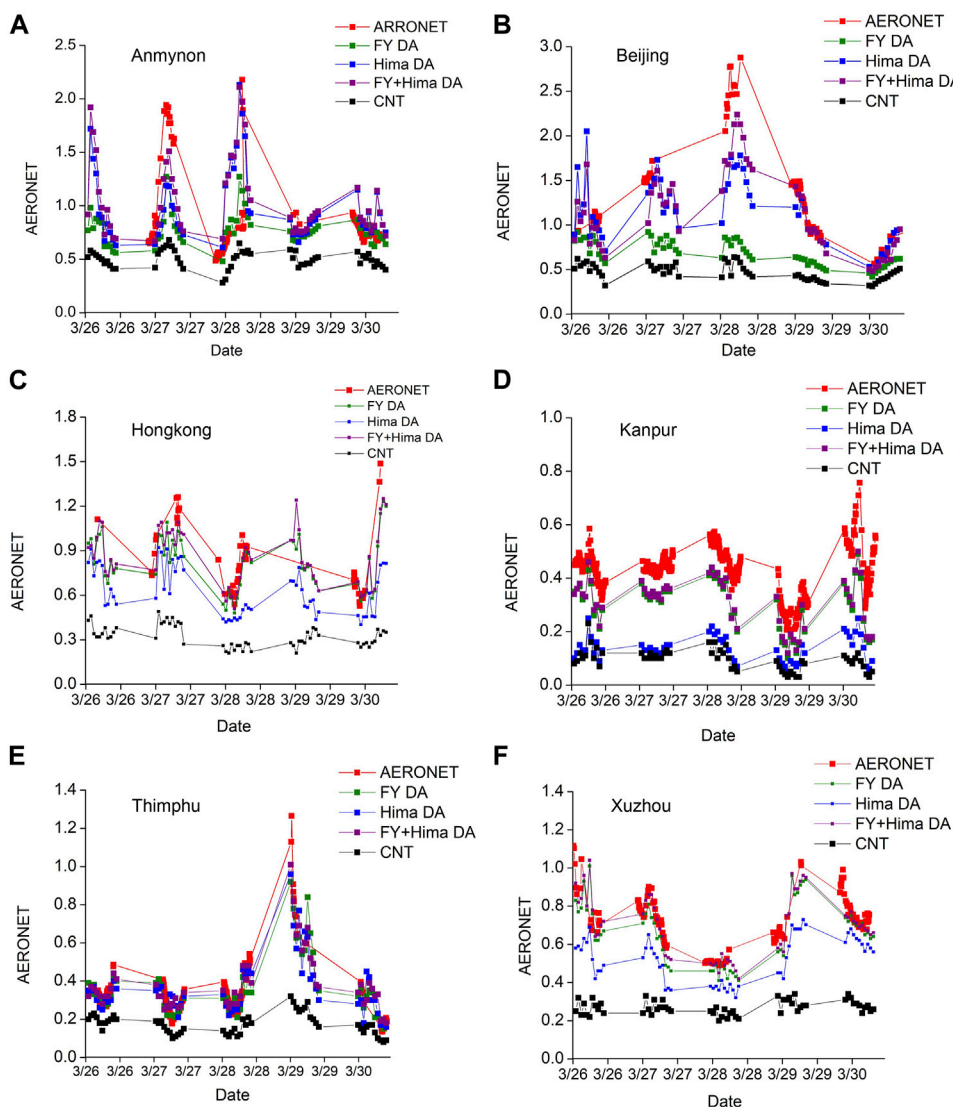 A
Anmynon
ARRONET
FY DA
Hima DA
FY+Hima DA
CNT
AERONET
2.5
2.0
1.5
1.0
0.5
0.0
3/26 3/26 3/27 3/27 3/28 3/28 3/29 3/29 3/30
Date
B
Beijing
AERONET
FY DA
Hima DA
FY+Hima DA
CNT
AERONET
3.0
2.5
2.0
1.5
1.0
0.5
0.0
3/26 3/26 3/27 3/27 3/28 3/28 3/29 3/29 3/30
Date
C
Hongkong
AERONET
FY DA
Hima DA
FY+Hima DA
CNT
AERONET
1.8
1.5
1.2
0.9
0.6
0.3
0.0
3/26 3/26 3/27 3/27 3/28 3/28 3/29 3/29 3/30
Date
D
Kanpur
AERONET
FY DA
Hima DA
FY+Hima DA
CNT
AERONET
1.0
0.8
0.6
0.4
0.2
0.0
3/26 3/26 3/27 3/27 3/28 3/28 3/29 3/29 3/30
Date
E
Thimphu
AERONET
FY DA
Hima DA
FY+Hima DA
CNT
AERONET
1.4
1.2
1.0
0.8
0.6
0.4
0.2
0.0
3/26 3/26 3/27 3/27 3/28 3/28 3/29 3/29 3/30
Date
F
Xuzhou
AERONET
FY DA
Hima DA
FY+Hima DA
CNT
AERONET
1.4
1.2
1.0
0.8
0.6
0.4
0.2
0.0
3/26 3/26 3/27 3/27 3/28 3/28 3/29 3/29 3/30
Date